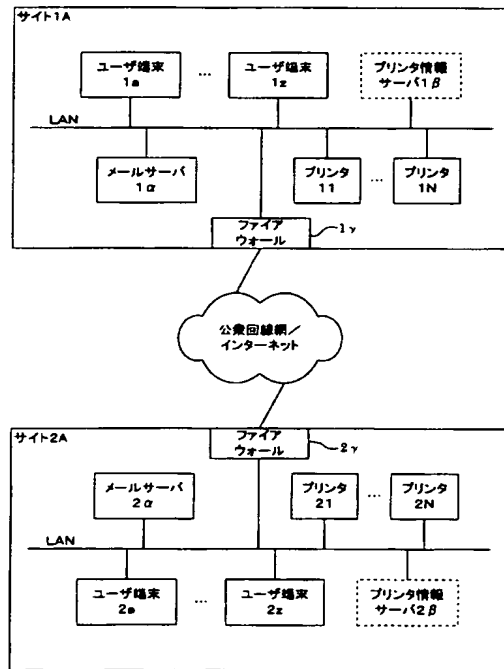 サイト1A
ユーザ端末
1a
…
ユーザ端末
1z
プリンタ情報
サーバ1β
LAN
メールサーバ
1α
プリンタ
11
…
プリンタ
1N
ファイア
ウォール
1γ
公衆回線網／
インターネット
サイト2A
ファイア
ウォール
2γ
メールサーバ
2α
プリンタ
21
…
プリンタ
2N
LAN
ユーザ端末
2a
…
ユーザ端末
2z
プリンタ情報
サーバ2β